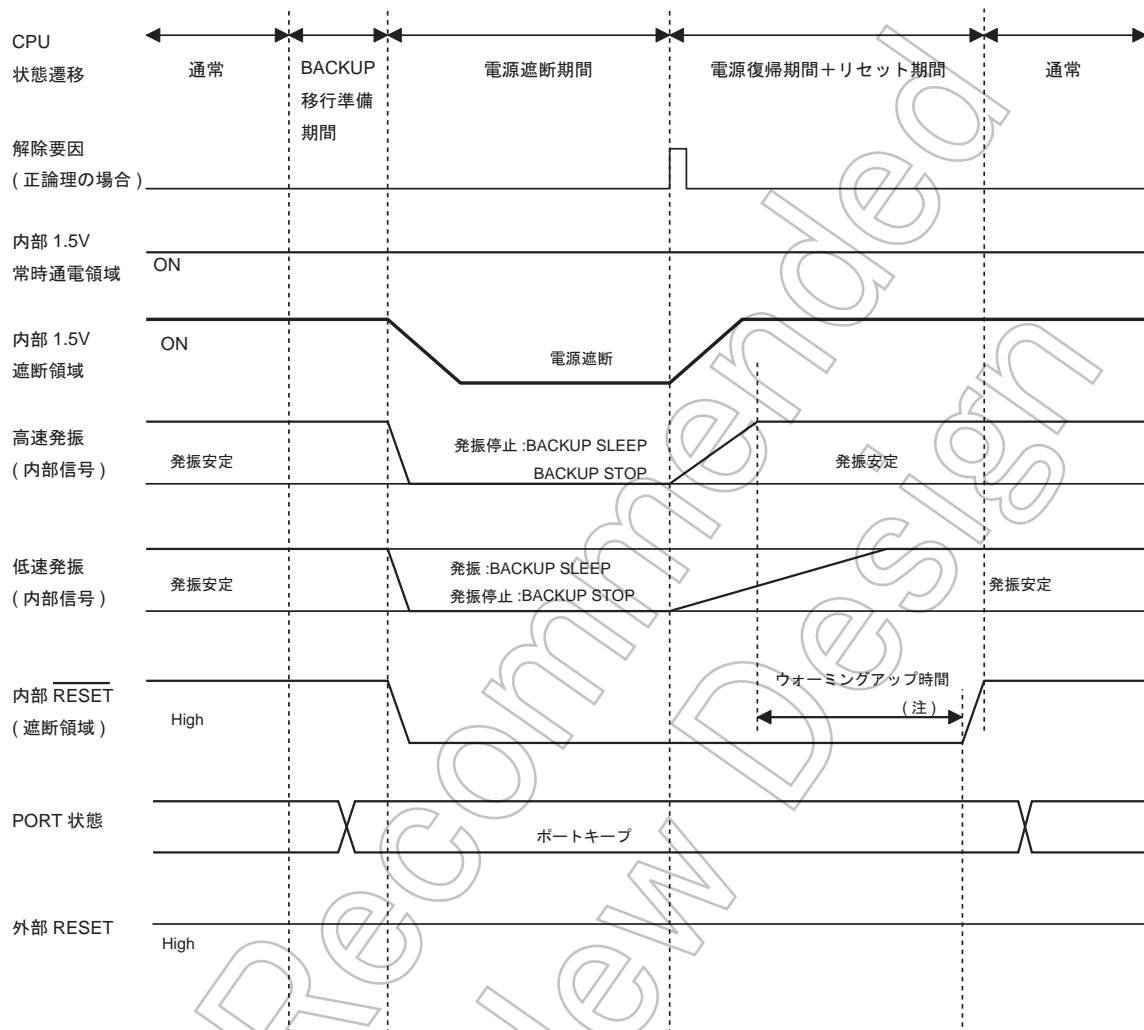 CPU
状態遷移
通常
BACKUP
移行準備
期間
電源遮断期間
電源復帰期間＋リセット期間
通常
解除要因
( 正論理の場合 )
内部 1.5V
常時通電領域
ON
内部 1.5V
遮断領域
ON
電源遮断
高速発振
( 内部信号 )
発振安定
発振停止 :BACKUP SLEEP
BACKUP STOP
発振安定
低速発振
( 内部信号 )
発振安定
発振 :BACKUP SLEEP
発振停止 :BACKUP STOP
発振安定
内部 RESET
( 遮断領域 )
High
ウォーミングアップ時間
( 注 )
PORT 状態
ポートキープ
外部 RESET
High
Recommended
New Design